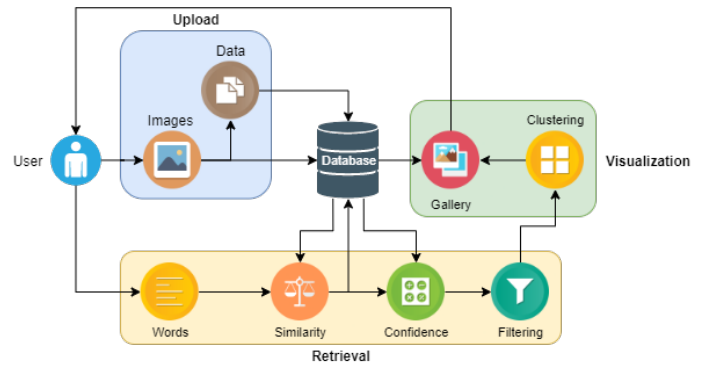 Upload
Data
Images
User
Database
Clustering
Gallery
Visualization
Words
Similarity
Confidence
Filtering
Retrieval